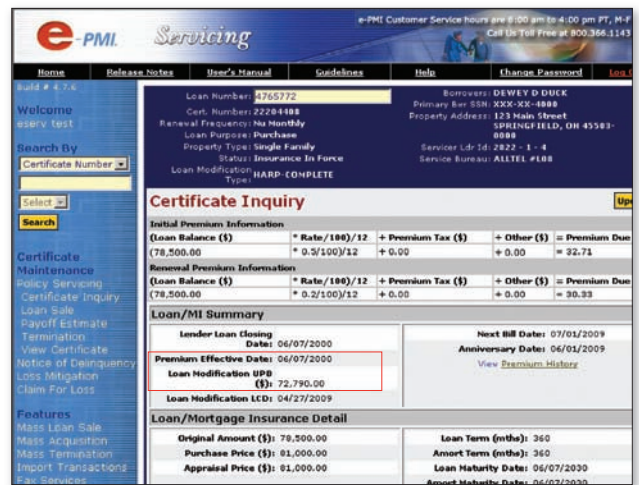 e-PMI. Servicing
e-PMI Customer Service hours are 6:00 am to 4:00 pm PT, M-F
Call Us Toll Free at 800.366.1143
Home Release Notes User's Manual Guidelines Help Change Password Log
Build # 4.7.6
Welcome
eserv test
Search By
Certificate Number
Select
Search
Certificate
Maintenance
Policy Servicing
Certificate Inquiry
Loan Sale
Payoff Estimate
Termination
View Certificate
Notice of Delinquency
Loss Mitigation
Claim For Loss
Features
Mass Loan Sale
Mass Acquisition
Mass Termination
Import Transactions
Fax Services
Loan Number: 4765772
Cert. Number: 22204408
Renewal Frequency: No Monthly
Loan Purpose: Purchase
Property Type: Single Family
Status: Insurance In Force
Loan Modification Type: HARP-COMPLETE
Borrowers: DEWEY D DUCK
Primary Bwr SSN: XXX-XX-4000
Property Address: 123 Main Street
SPRINGFIELD, OH 45503-
0000
Servicer Ldr Id: 2022 - 1 - 4
Service Bureau: ALLTEL #L08
Certificate Inquiry
Initial Premium Information
(Loan Balance ($) * Rate/100)/12 + Premium Tax ($) + Other ($) = Premium Due
(78,500.00 * 0.5/100)/12 + 0.00 + 0.00 = 32.71
Renewal Premium Information
(Loan Balance ($) * Rate/100)/12 + Premium Tax ($) + Other ($) = Premium Due
(78,500.00 * 0.2/100)/12 + 0.00 + 0.00 = 30.33
Loan/MI Summary
Lender Loan Closing
Date: 06/07/2000
Premium Effective Date: 06/07/2000
Loan Modification UPB
($): 72,790.00
Loan Modification LCD: 04/27/2009
Next Bill Date: 07/01/2009
Anniversary Date: 06/01/2009
View Premium History
Loan/Mortgage Insurance Detail
Original Amount ($): 78,500.00
Purchase Price ($): 81,000.00
Appraisal Price ($): 81,000.00
Loan Term (mths): 360
Amort Term (mths): 360
Loan Maturity Date: 06/07/2030
Amort Maturity Date: 06/07/2030